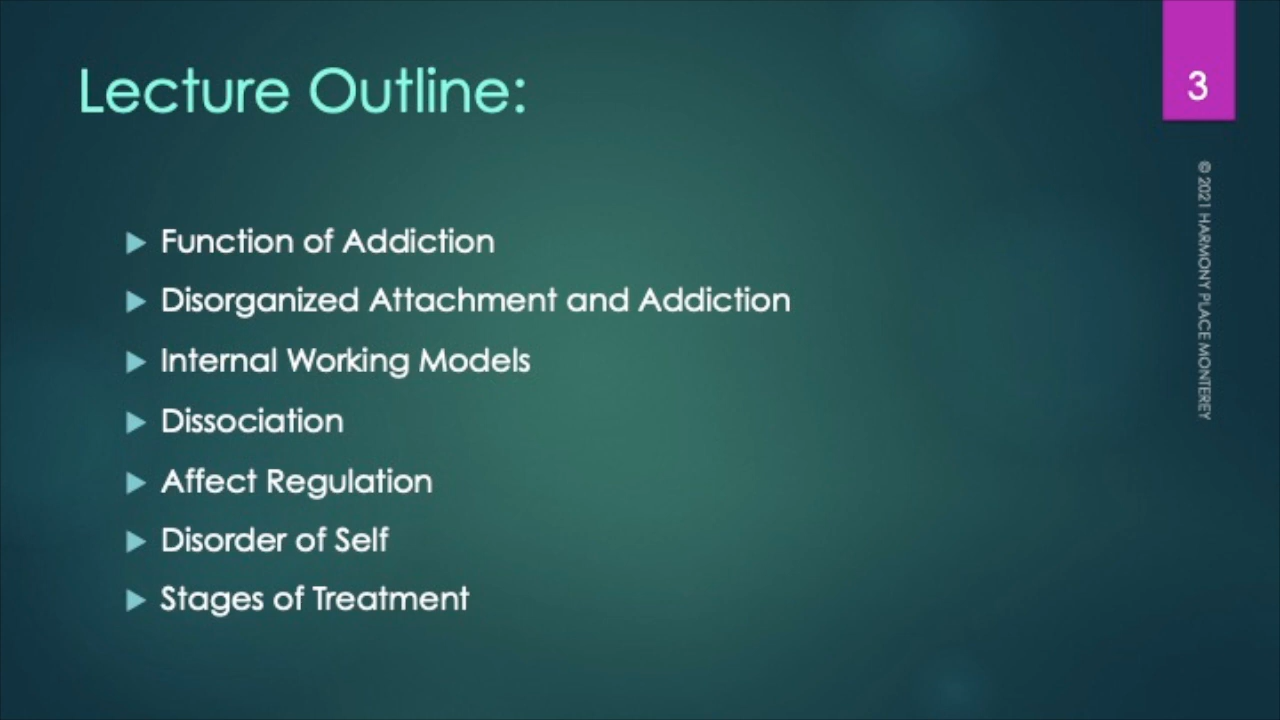 Lecture Outline:
3
© 2021 HARMONY PLACE MONTEREY
Function of Addiction
Disorganized Attachment and Addiction
Internal Working Models
Dissociation
Affect Regulation
Disorder of Self
Stages of Treatment